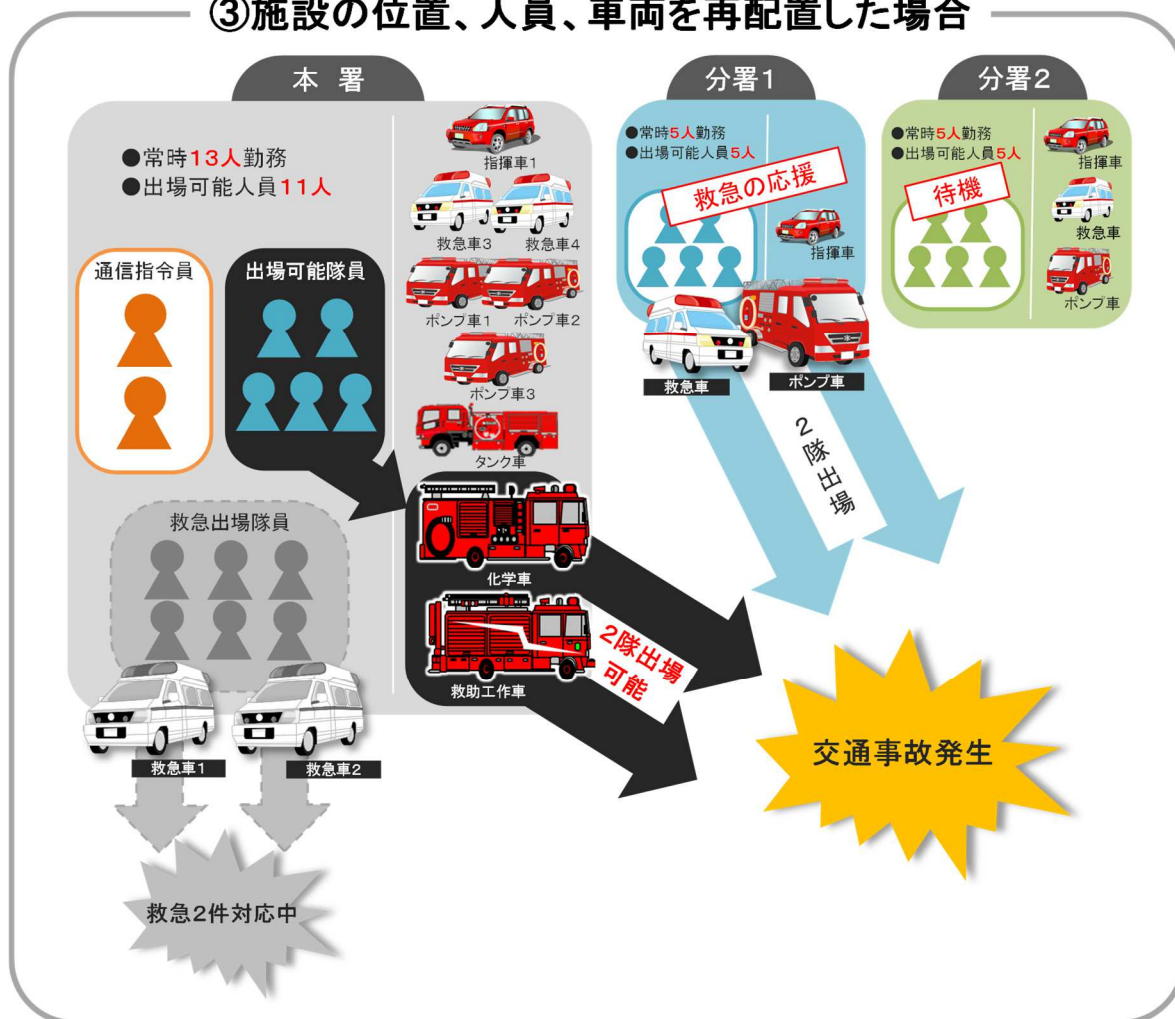 ③施設の位置、人員、車両を再配置した場合
本署
●常時13人勤務
●出場可能人員11人
指揮車1
救急車3
救急車4
ポンプ車1
ポンプ車2
ポンプ車3
タンク車
通信指令員
出場可能隊員
化学車
救助工作車
2隊出場
可能
救急出場隊員
救急車1
救急車2
救急2件対応中
分署1
●常時5人勤務
●出場可能人員5人
救急の応援
指揮車
救急車
ポンプ車
2隊出場
分署2
●常時5人勤務
●出場可能人員5人
待機
指揮車
救急車
ポンプ車
交通事故発生